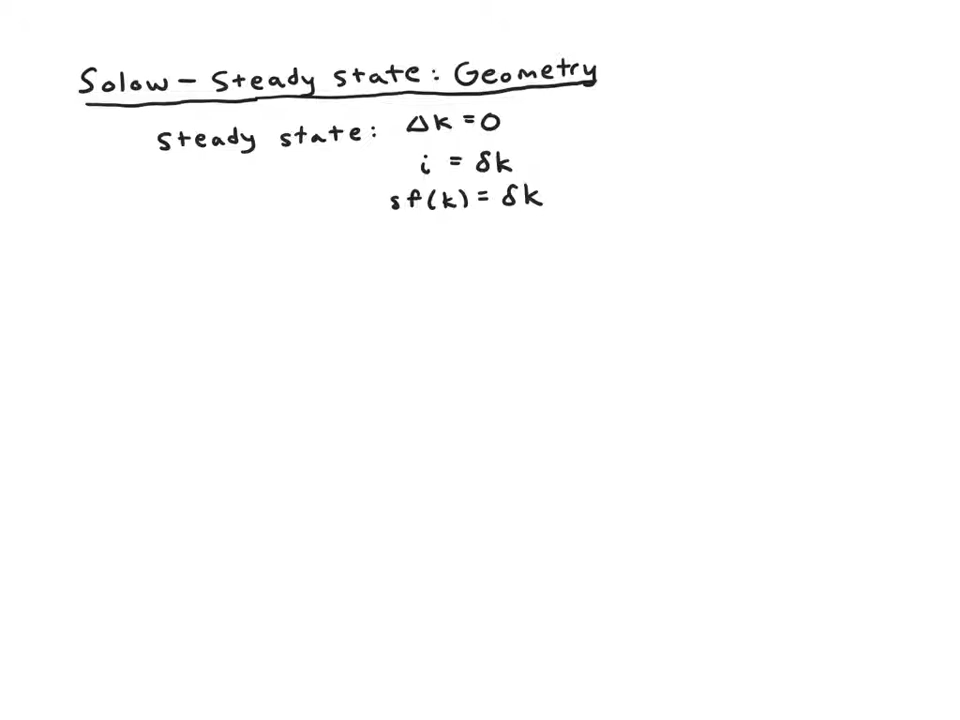 Solow - Steady state: Geometry
Steady state: Δk = 0
i = δk
sf(k) = δk